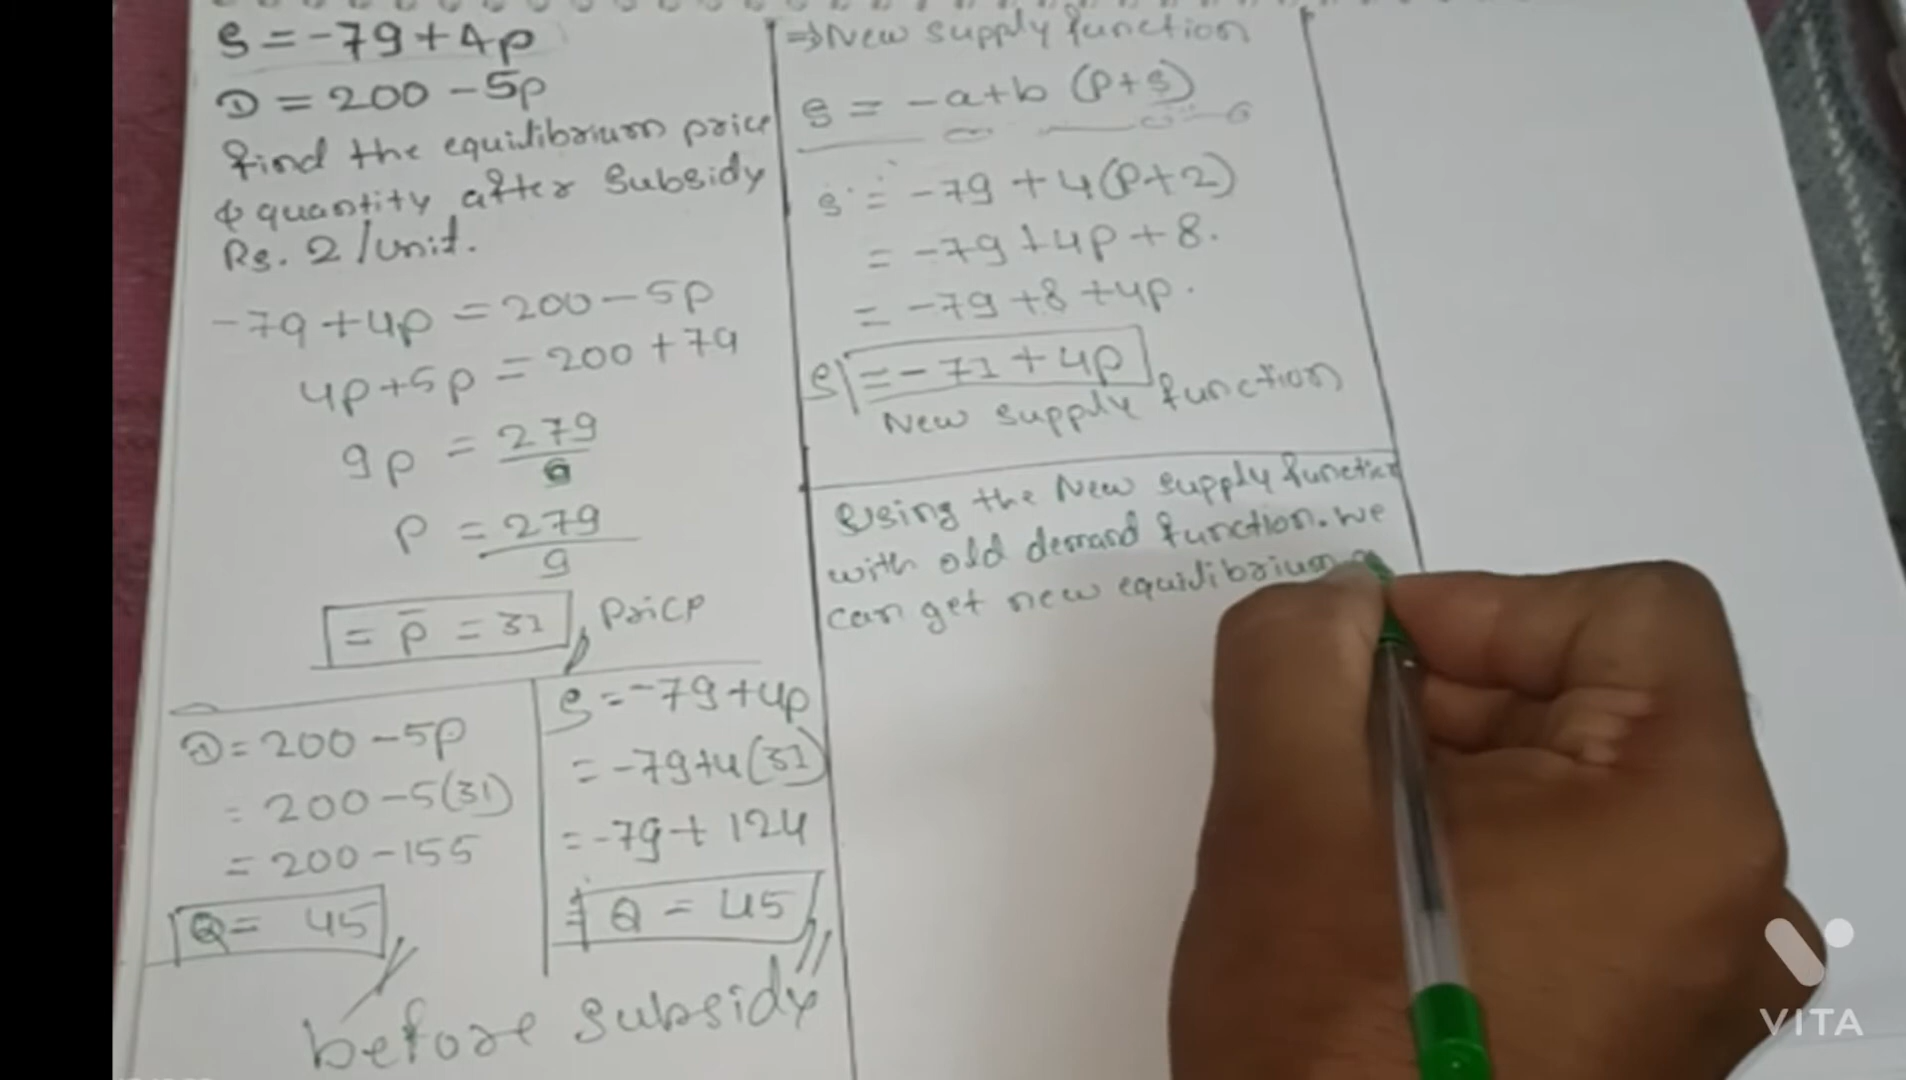 S = -79 + 4p
D = 200 - 5p
find the equilibrium price
& quantity after Subsidy
Rs. 2/unit.
-79 + 4p = 200 - 5p
4p + 5p = 200 + 79
9p = 279
p = 279/9
= p̄ = 31, price
D = 200 - 5p
= 200 - 5(31)
= 200 - 155
Q = 45
S = -79 + 4p
= -79 + 4(31)
= -79 + 124
= Q = 45
before Subsidy
⇒ New supply function
S = -a + b (p + s)
S = -79 + 4(p + 2)
= -79 + 4p + 8.
= -79 + 8 + 4p.
S = -71 + 4p
New supply function
Using the New supply function
with old demand function. we
can get new equilibrium
VITA